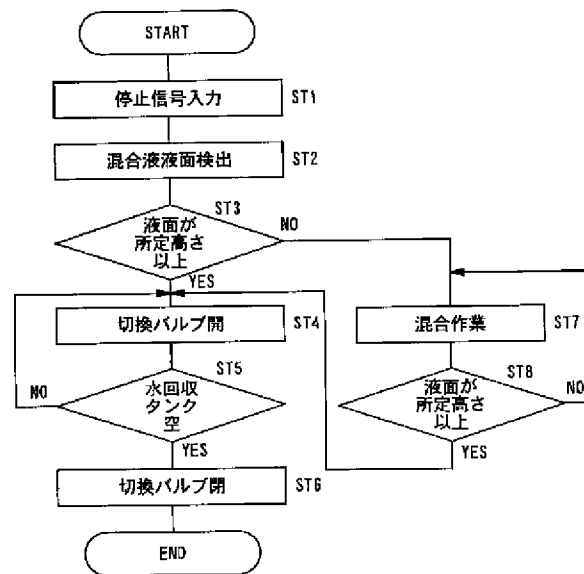 START
停止信号入力 ST1
混合液液面検出 ST2
ST3
液面が
所定高さ
以上
NO
YES
切換バルブ開 ST4
混合作業 ST7
ST5
水回収
タンク
空
NO
YES
ST8
液面が
所定高さ
以上
NO
YES
切換バルブ閉 ST6
END